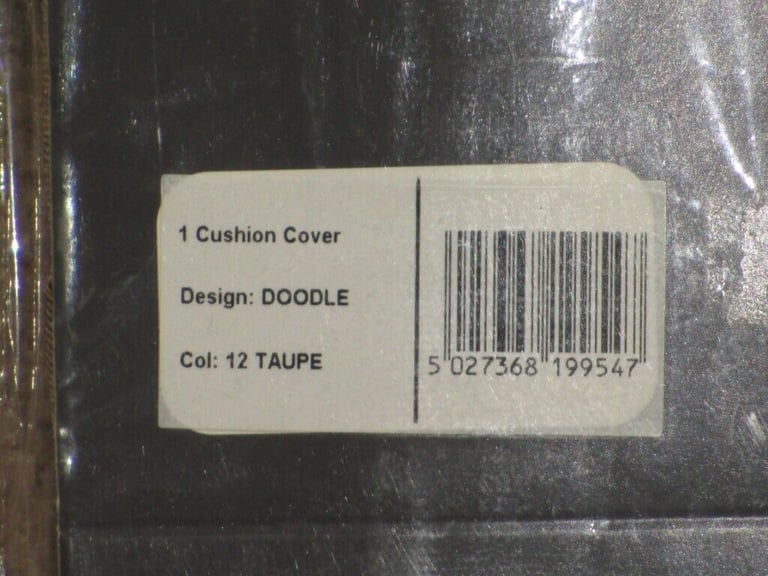 1 Cushion Cover
Design: DOODLE
Col: 12 TAUPE
5 027368 199547